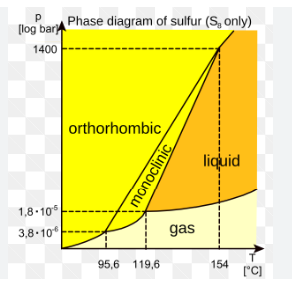 p
[log bar]
Phase diagram of sulfur (S₈ only)
1400
orthorhombic
monoclinic
liquid
1,8·10⁻⁵
3,8·10⁻⁶
gas
95,6
119,6
154
T
[°C]